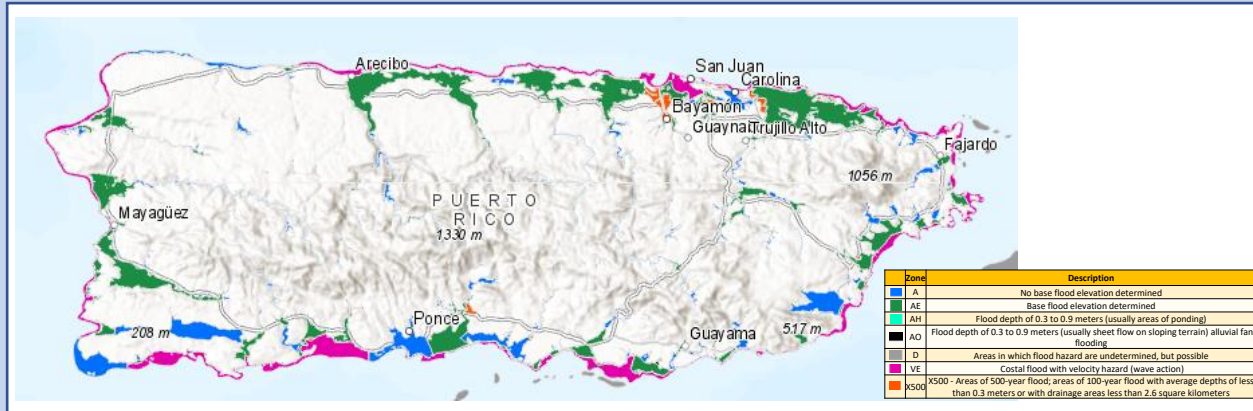 Arecibo
San Juan
Carolina
Bayamón
Guaynab
Trujillo Alto
Fajardo
1056 m
PUERTO
RICO
Mayagüez
1330 m
208 m
Ponce
Guayama
517 m
Zone Description
A No base flood elevation determined
AE Base flood elevation determined
AH Flood depth of 0.3 to 0.9 meters (usually areas of ponding)
AO Flood depth of 0.3 to 0.9 meters (usually sheet flow on sloping terrain) alluvial fan
flooding
D Areas in which flood hazard are undetermined, but possible
VE Costal flood with velocity hazard (wave action)
X500 X500 - Areas of 500-year flood; areas of 100-year flood with average depths of less
than 0.3 meters or with drainage areas less than 2.6 square kilometers